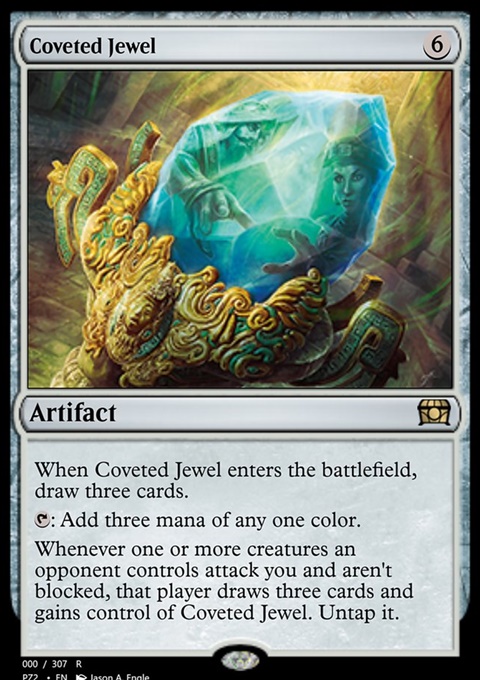 Coveted Jewel 6
Artifact
When Coveted Jewel enters the battlefield,
draw three cards.
: Add three mana of any one color.
Whenever one or more creatures an
opponent controls attack you and aren't
blocked, that player draws three cards and
gains control of Coveted Jewel. Untap it.
000 / 307 R
PZ2 • EN Jason A. Engle